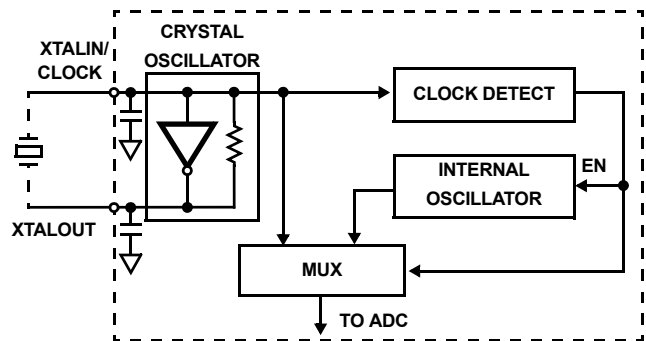 CRYSTAL
OSCILLATOR
XTALIN/
CLOCK
CLOCK DETECT
INTERNAL
OSCILLATOR
EN
XTALOUT
MUX
TO ADC